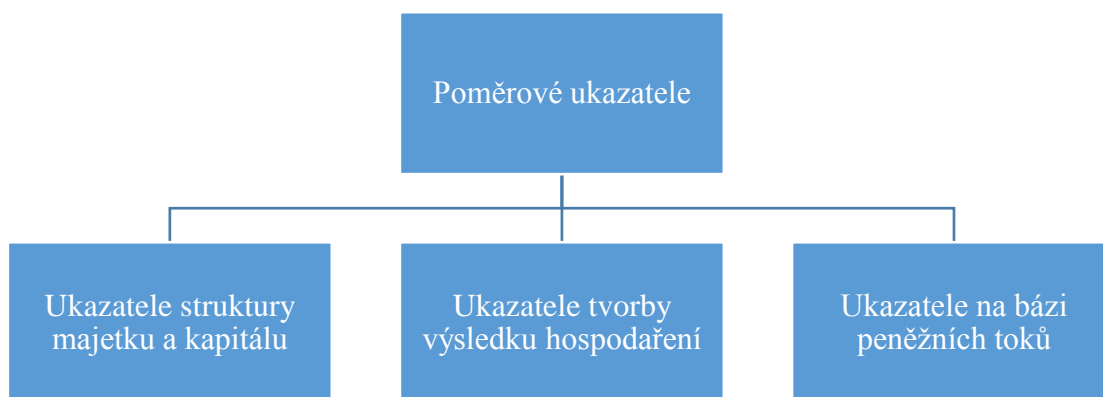 Poměrové ukazatele
Ukazatele struktury
majetku a kapitálu
Ukazatele tvorby
výsledku hospodaření
Ukazatele na bázi
peněžních toků